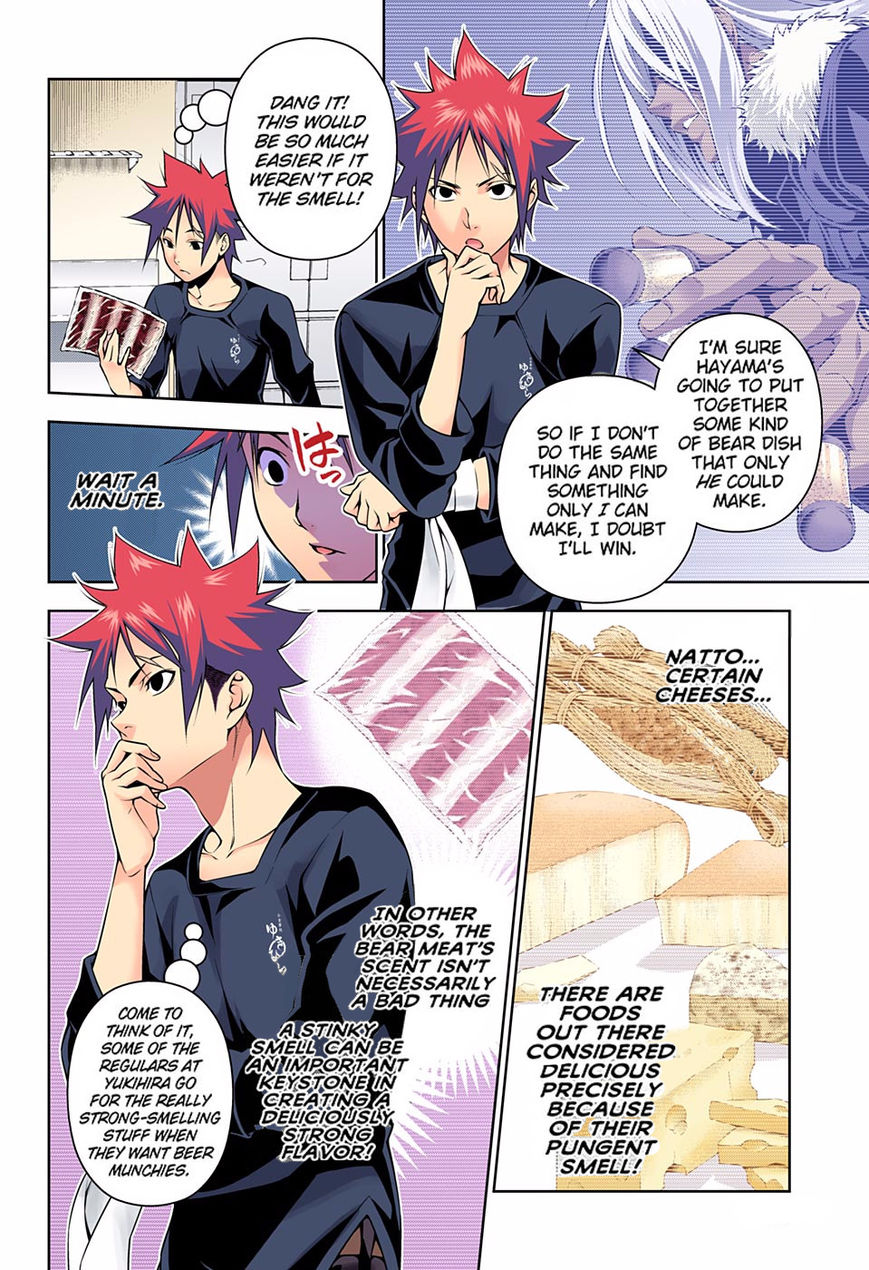 I'M SURE
HAYAMA'S
GOING TO PUT
TOGETHER
SOME KIND
OF BEAR DISH
THAT ONLY
HE COULD
MAKE.
SO IF I DON'T
DO THE SAME
THING AND FIND
SOMETHING
ONLY I CAN
MAKE, I DOUBT
I'LL WIN.
DANG IT!
THIS WOULD
BE SO MUCH
EASIER IF IT
WEREN'T FOR
THE SMELL!
はっ
WAIT A
MINUTE.
NATTO...
CERTAIN
CHEESES...
THERE ARE
FOODS
OUT THERE
CONSIDERED
DELICIOUS
PRECISELY
BECAUSE
OF THEIR
PUNGENT
SMELL!
IN OTHER
WORDS, THE
BEAR MEAT'S
SCENT ISN'T
NECESSARILY
A BAD THING
A STINKY
SMELL CAN BE
AN IMPORTANT
KEYSTONE IN
CREATING A
DELICIOUSLY
STRONG
FLAVOR!
COME TO
THINK OF IT,
SOME OF THE
REGULARS AT
YUKIHIRA GO
FOR THE REALLY
STRONG-SMELLING
STUFF WHEN
THEY WANT BEER
MUNCHIES.